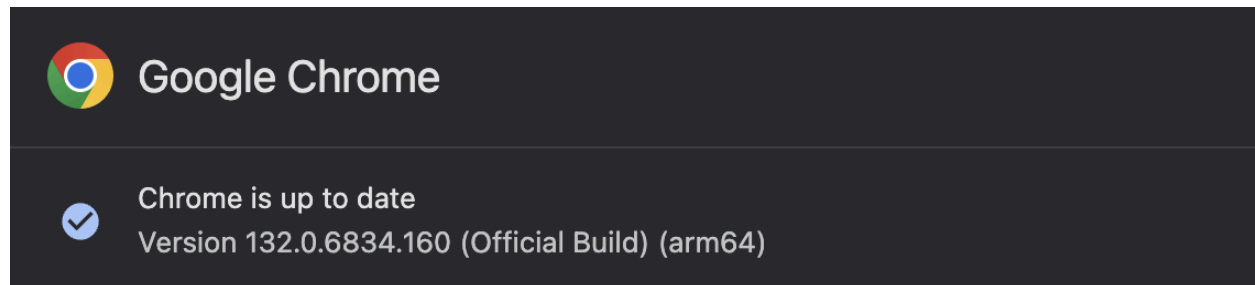 Google Chrome
Chrome is up to date
Version 132.0.6834.160 (Official Build) (arm64)